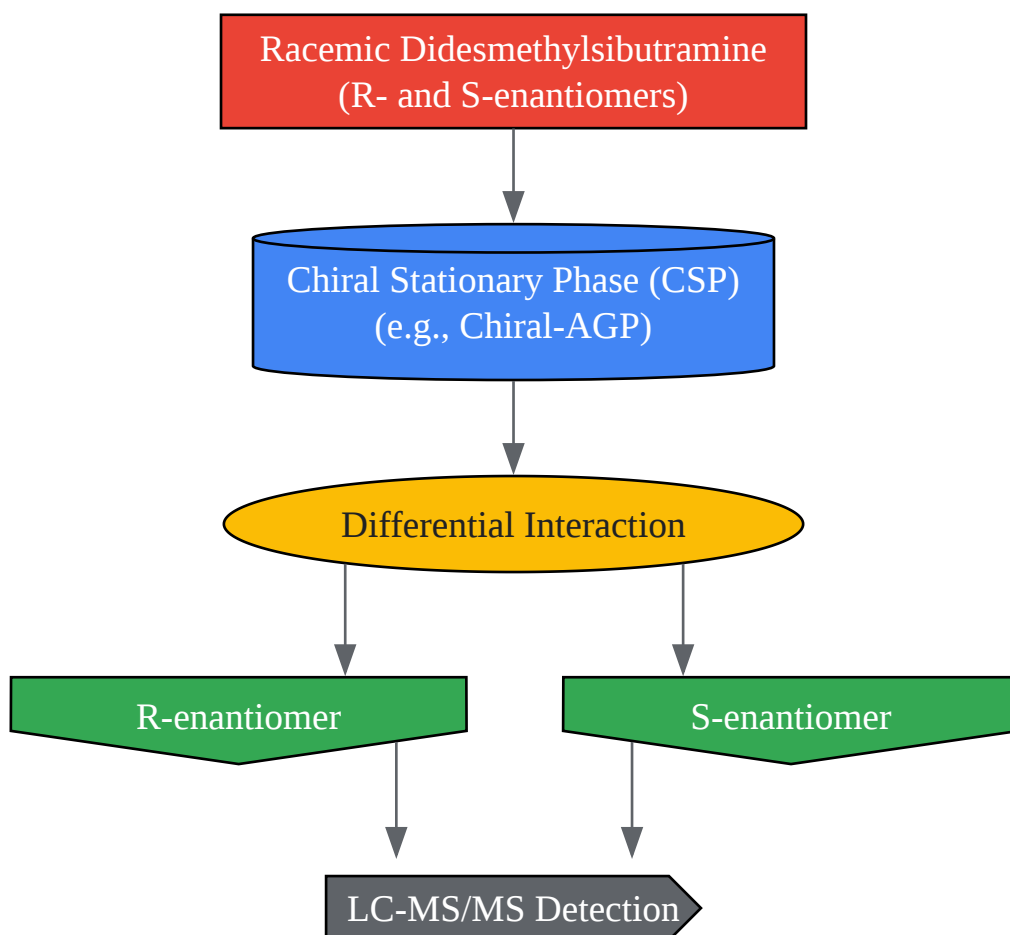 Racemic Didesmethylsibutramine
(R- and S-enantiomers)
Chiral Stationary Phase (CSP)
(e.g., Chiral-AGP)
Differential Interaction
R-enantiomer
S-enantiomer
LC-MS/MS Detection